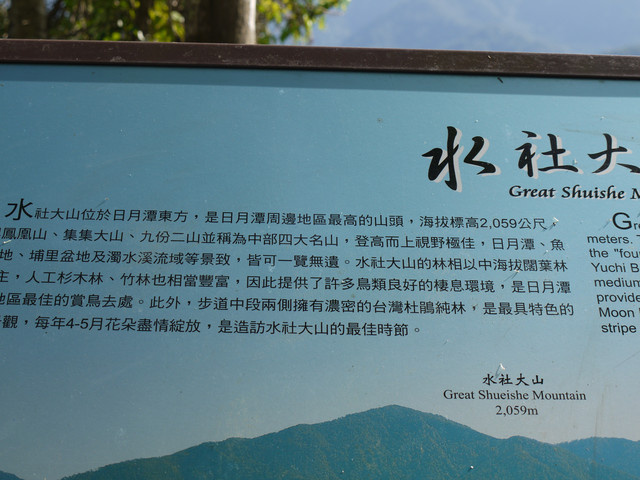 水社大
Great Shuishe M
水社大山位於日月潭東方，是日月潭周邊地區最高的山頭，海拔標高2,059公尺，
鳳凰山、集集大山、九份二山並稱為中部四大名山，登高而上視野極佳，日月潭、魚
地、埔里盆地及濁水溪流域等景致，皆可一覽無遺。水社大山的林相以中海拔闊葉林
主，人工杉木林、竹林也相當豐富，因此提供了許多鳥類良好的棲息環境，是日月潭
地區最佳的賞鳥去處。此外，步道中段兩側擁有濃密的台灣杜鵑純林，是最具特色的
觀，每年4-5月花朵盡情綻放，是造訪水社大山的最佳時節。
Gre
meters. T
the "four
Yuchi B
medium
provide
Moon
stripe
水社大山
Great Shueishe Mountain
2,059m